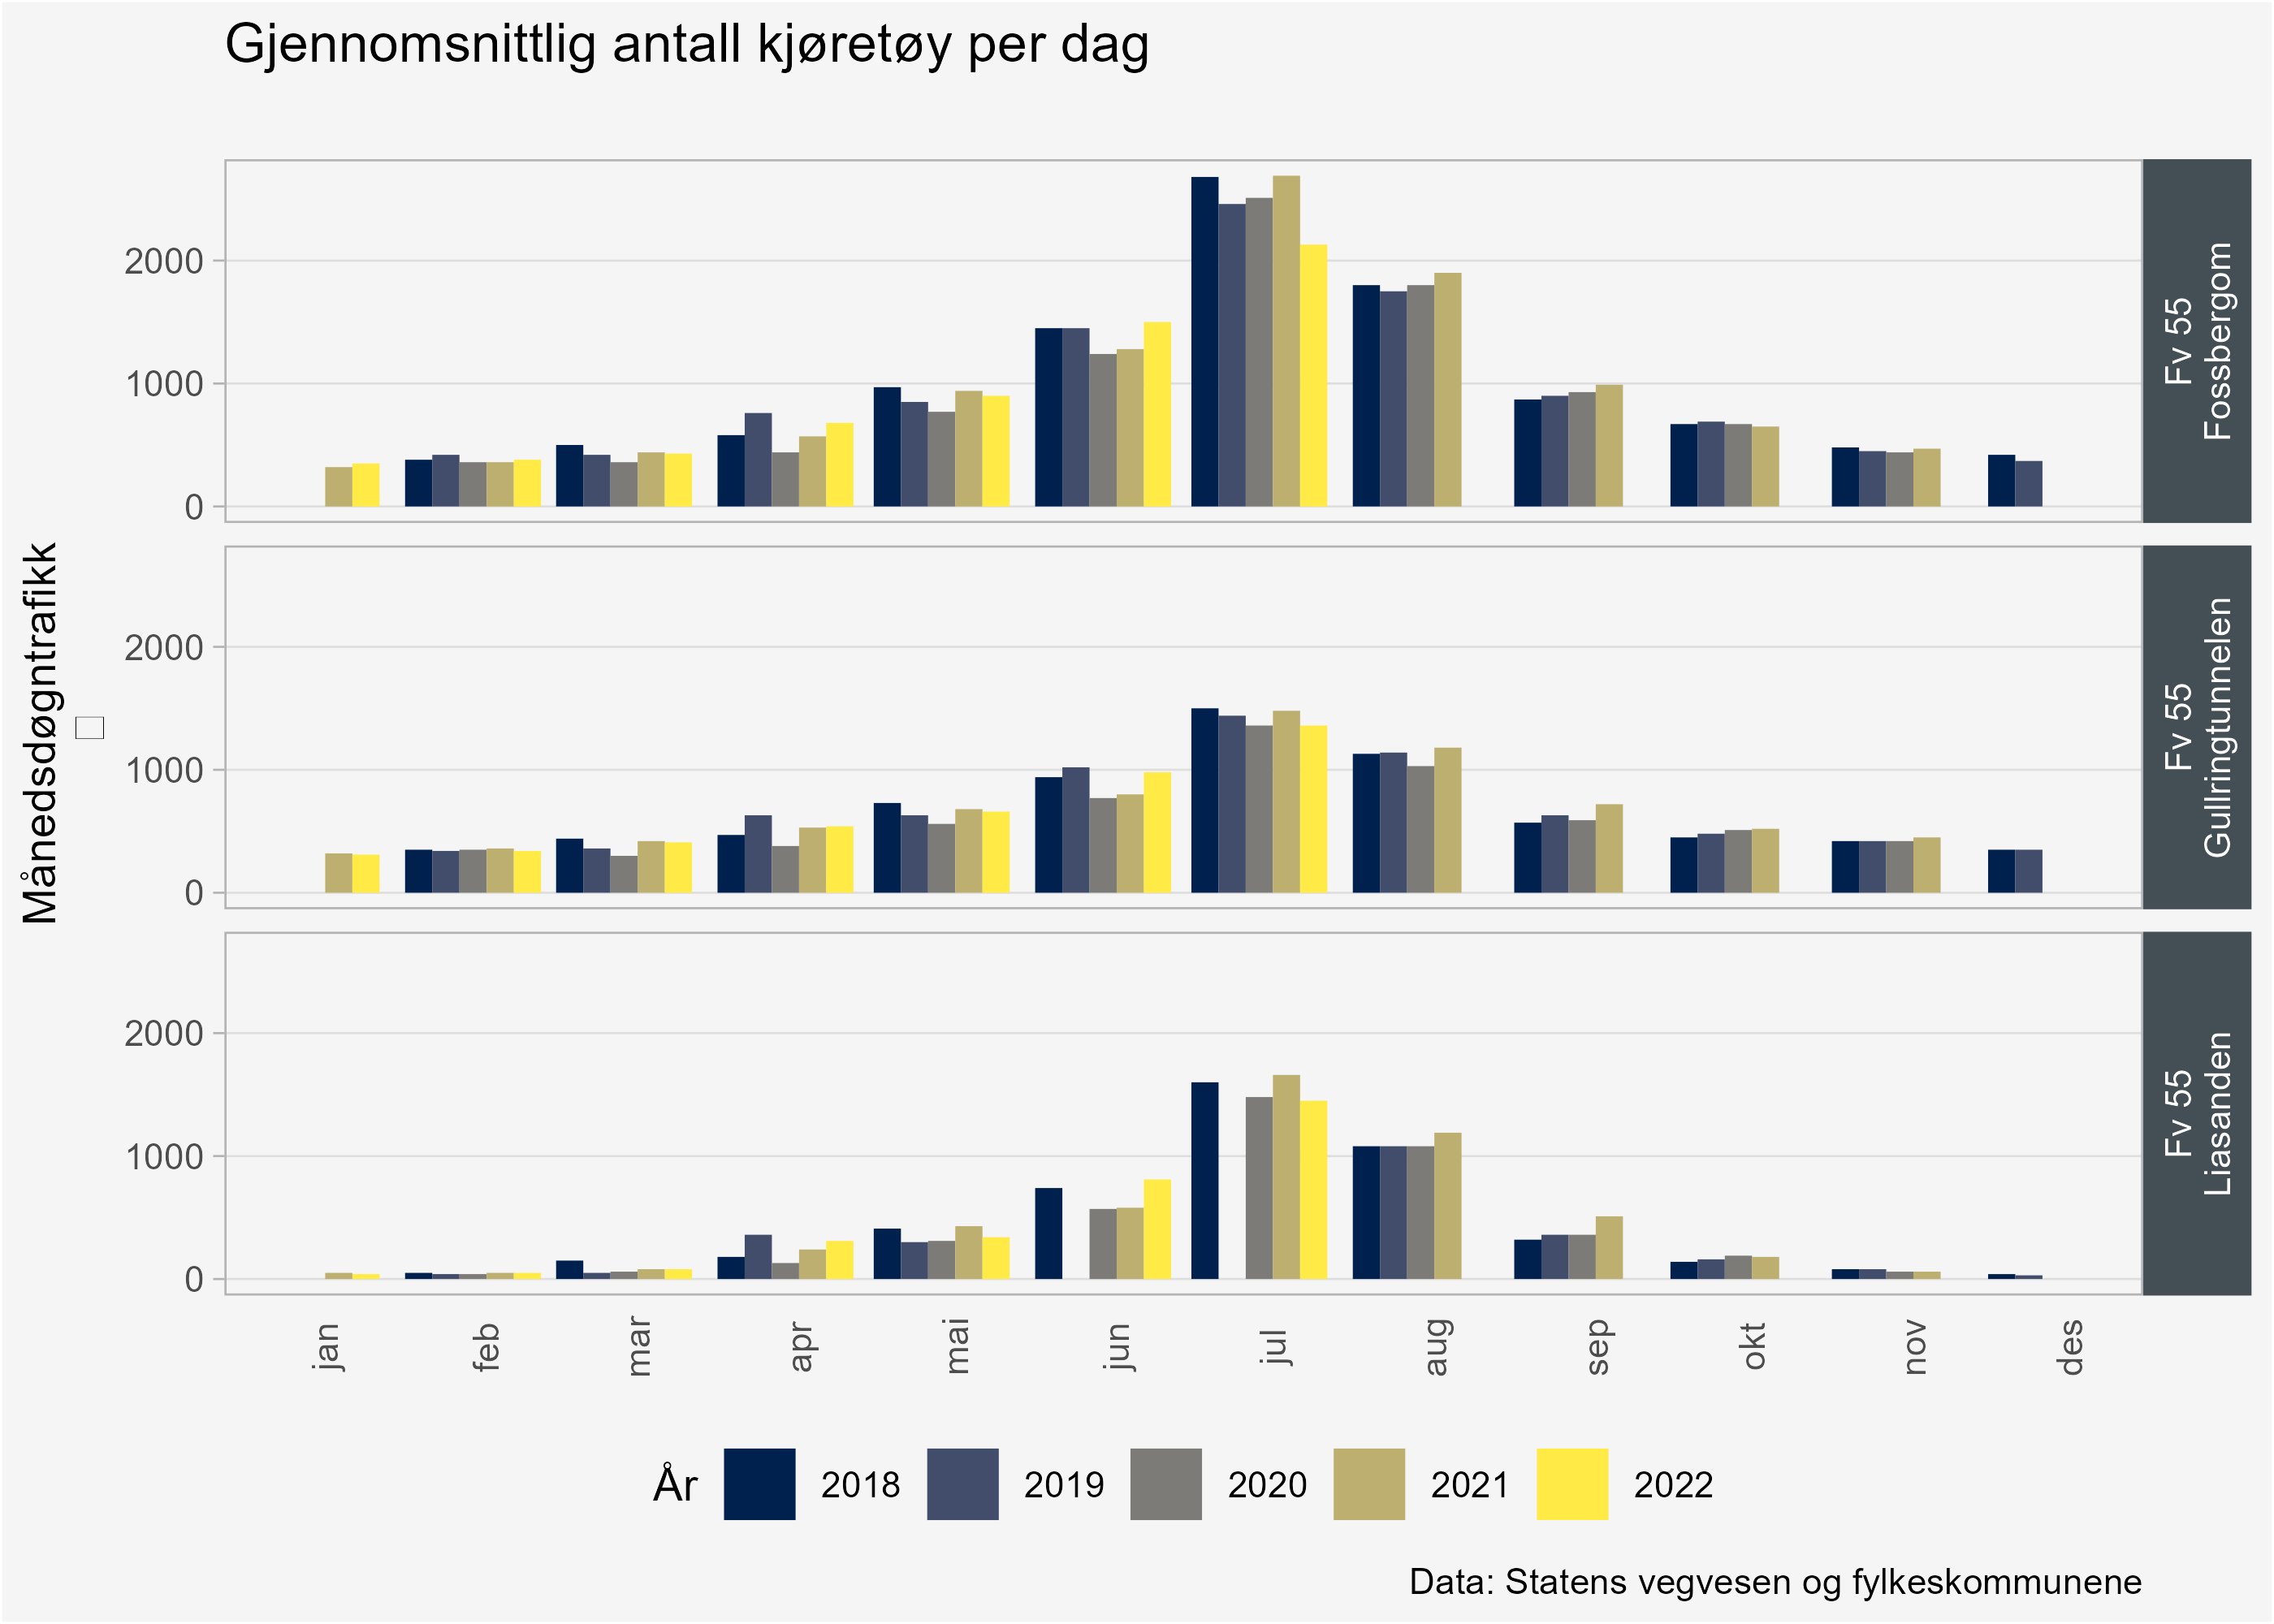 Gjennomsnittlig antall kjøretøy per dag
Månedsdøgntrafikk
2000
1000
0
Fv 55
Fossbergom
2000
1000
0
Fv 55
Gullringtunnelen
2000
1000
0
Fv 55
Liasanden
jan feb mar apr mai jun jul aug sep okt nov des
År 2018 2019 2020 2021 2022
Data: Statens vegvesen og fylkeskommunene